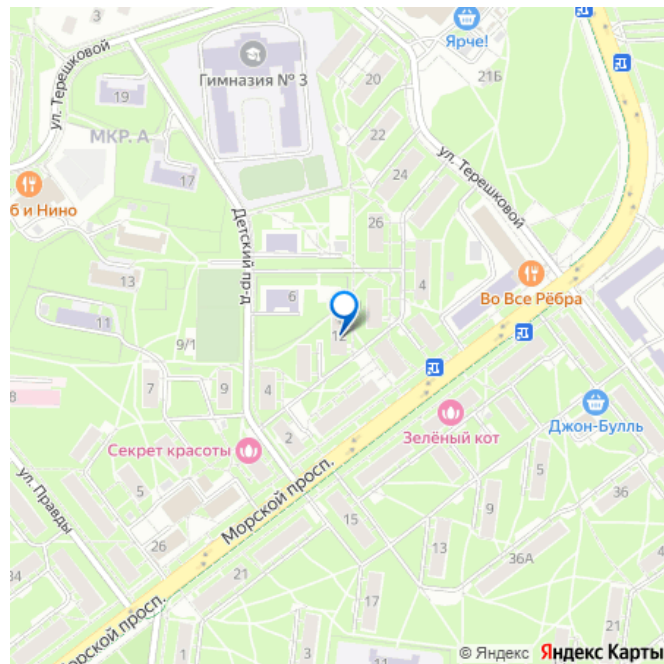 3
Ярче!
Гимназия № 3
20
21Б
ул. Терешковой
19
МКР. А
22
17
24
ул. Терешковой
б и Нино
Детский пр-д
26
13
4
Во Все Рёбра
6
11
12
9/1
7
9
4
8
Зелёный кот
Джон-Булль
2
Секрет красоты
5
Морской просп.
ул. Правды
5
36
9
15
26
13
36А
34
21
17
21
Морской просп.
1
3
11
© Яндекс Яндекс Карты